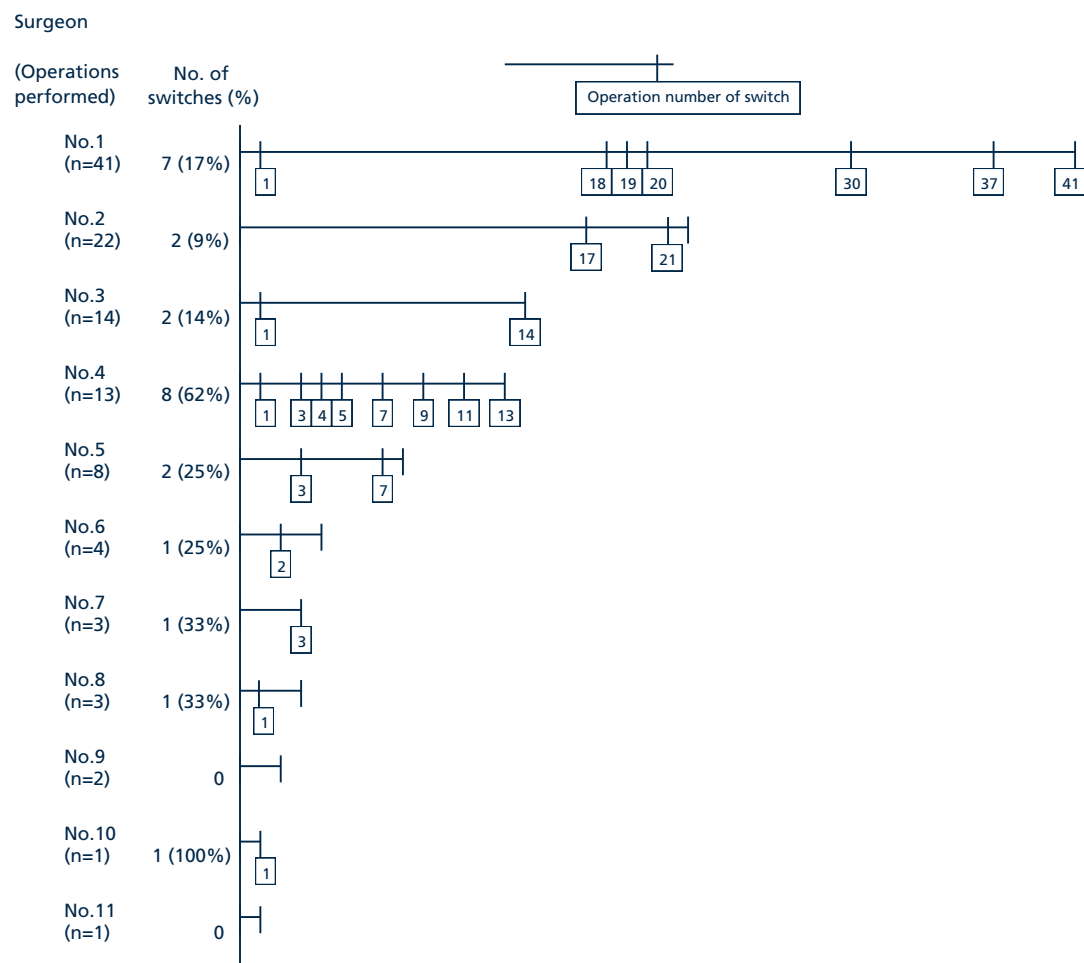 Surgeon
(Operations
performed)
No. of
switches (%)
Operation number of switch
No.1
(n=41)
7 (17%)
1 18 19 20 30 37 41
No.2
(n=22)
2 (9%)
17 21
No.3
(n=14)
2 (14%)
1 14
No.4
(n=13)
8 (62%)
1 3 4 5 7 9 11 13
No.5
(n=8)
2 (25%)
3 7
No.6
(n=4)
1 (25%)
2
No.7
(n=3)
1 (33%)
3
No.8
(n=3)
1 (33%)
1
No.9
(n=2)
0
No.10
(n=1)
1 (100%)
1
No.11
(n=1)
0